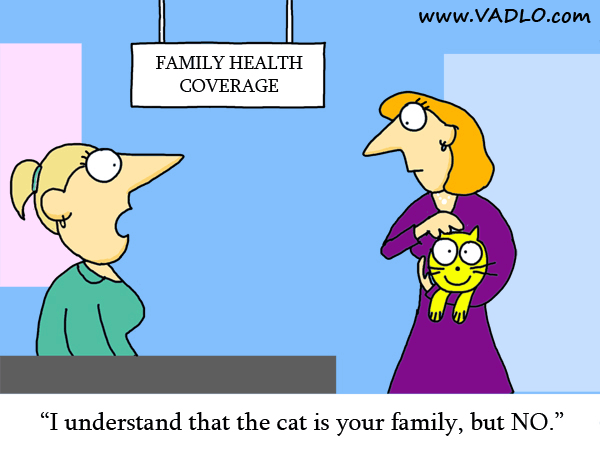 www.VADLO.com
FAMILY HEALTH
COVERAGE
“I understand that the cat is your family, but NO.”